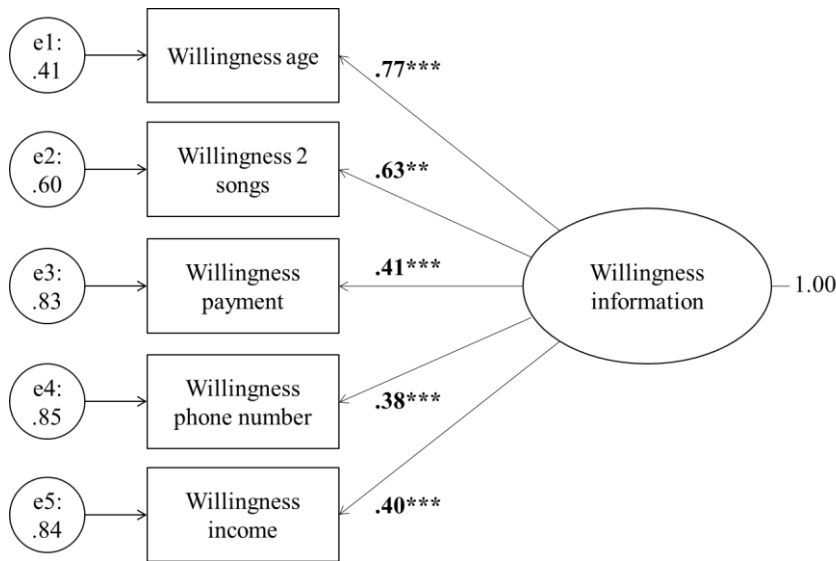 e1:
.41
Willingness age
.77***
e2:
.60
Willingness 2
songs
.63**
e3:
.83
Willingness
payment
.41***
Willingness
information
1.00
e4:
.85
Willingness
phone number
.38***
e5:
.84
Willingness
income
.40***